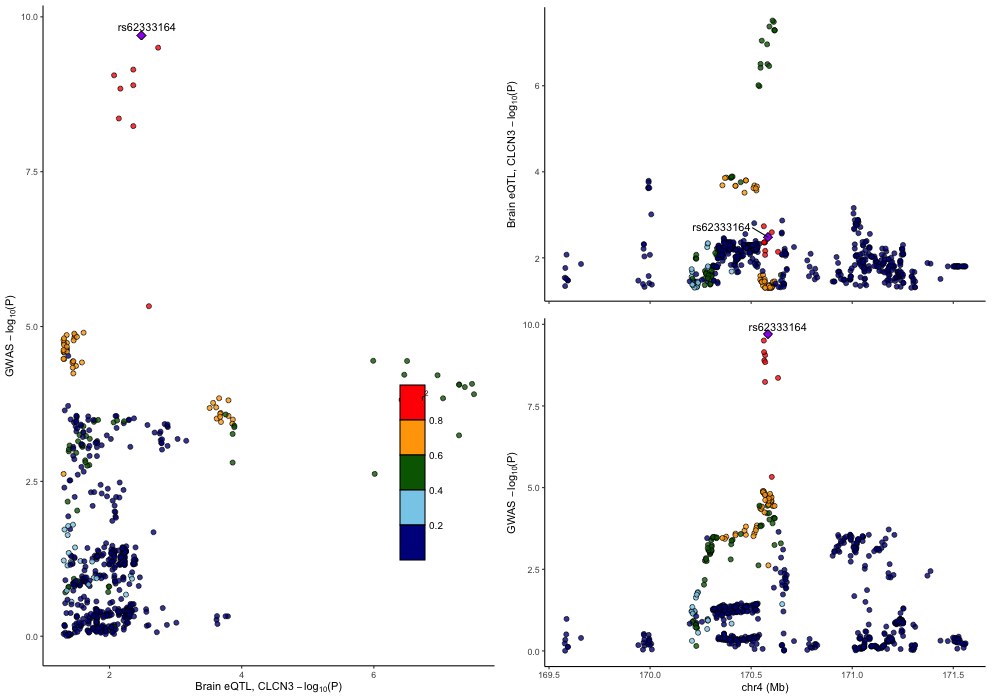 rs62333164
10.0
7.5
5.0
2.5
0.0
GWAS − log10(P)
2
4
6
Brain eQTL, CLCN3 − log10(P)
r2
0.8
0.6
0.4
0.2
Brain eQTL, CLCN3 − log10(P)
6
4
2
rs62333164
GWAS − log10(P)
10.0
7.5
5.0
2.5
0.0
rs62333164
169.5
170.0
170.5
171.0
171.5
chr4 (Mb)